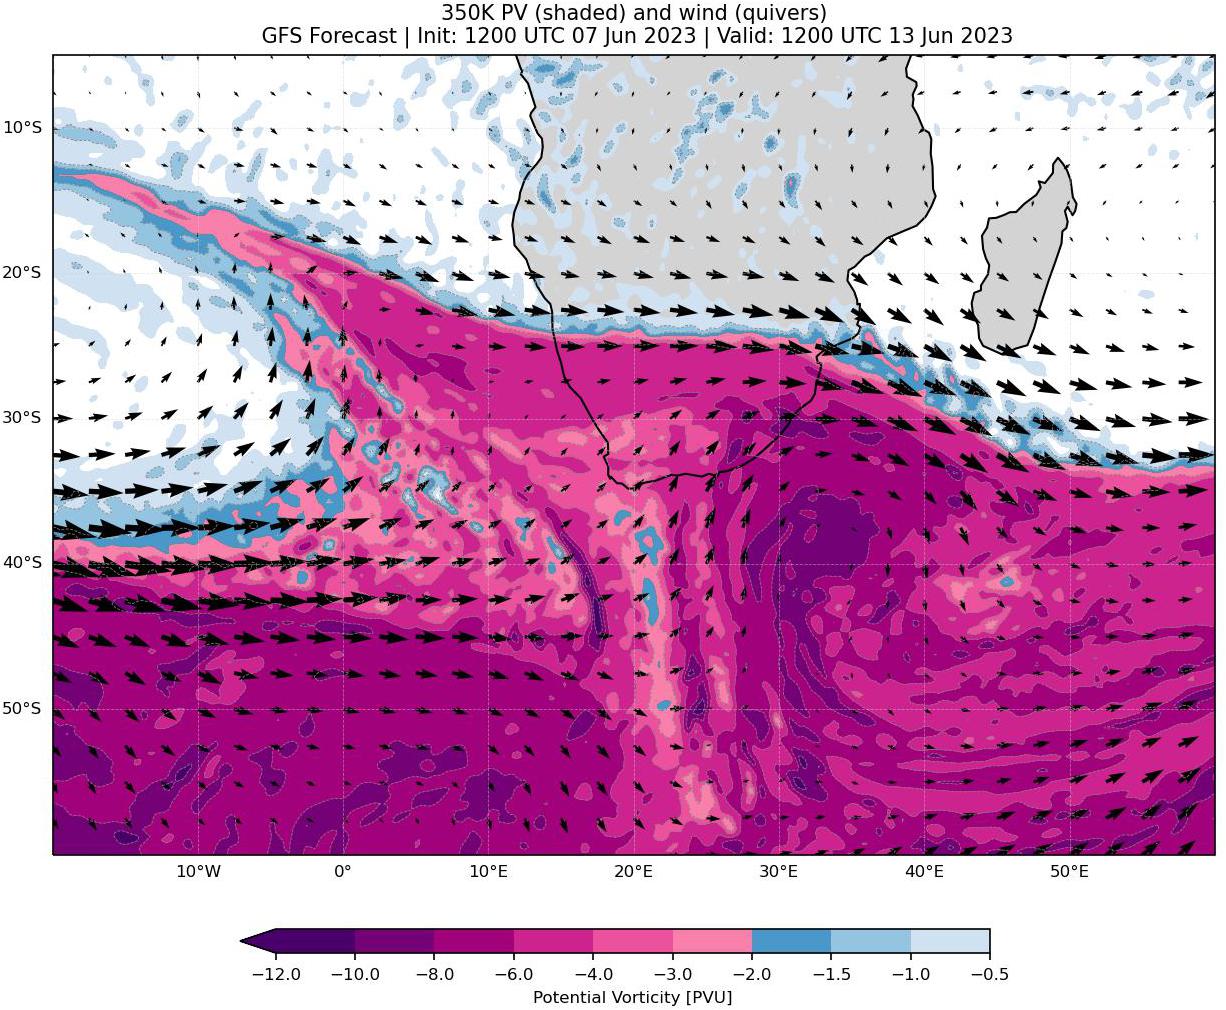 350K PV (shaded) and wind (quivers)
GFS Forecast | Init: 1200 UTC 07 Jun 2023 | Valid: 1200 UTC 13 Jun 2023
10°S
20°S
30°S
40°S
50°S
10°W 0° 10°E 20°E 30°E 40°E 50°E
−12.0 −10.0 −8.0 −6.0 −4.0 −3.0 −2.0 −1.5 −1.0 −0.5
Potential Vorticity [PVU]